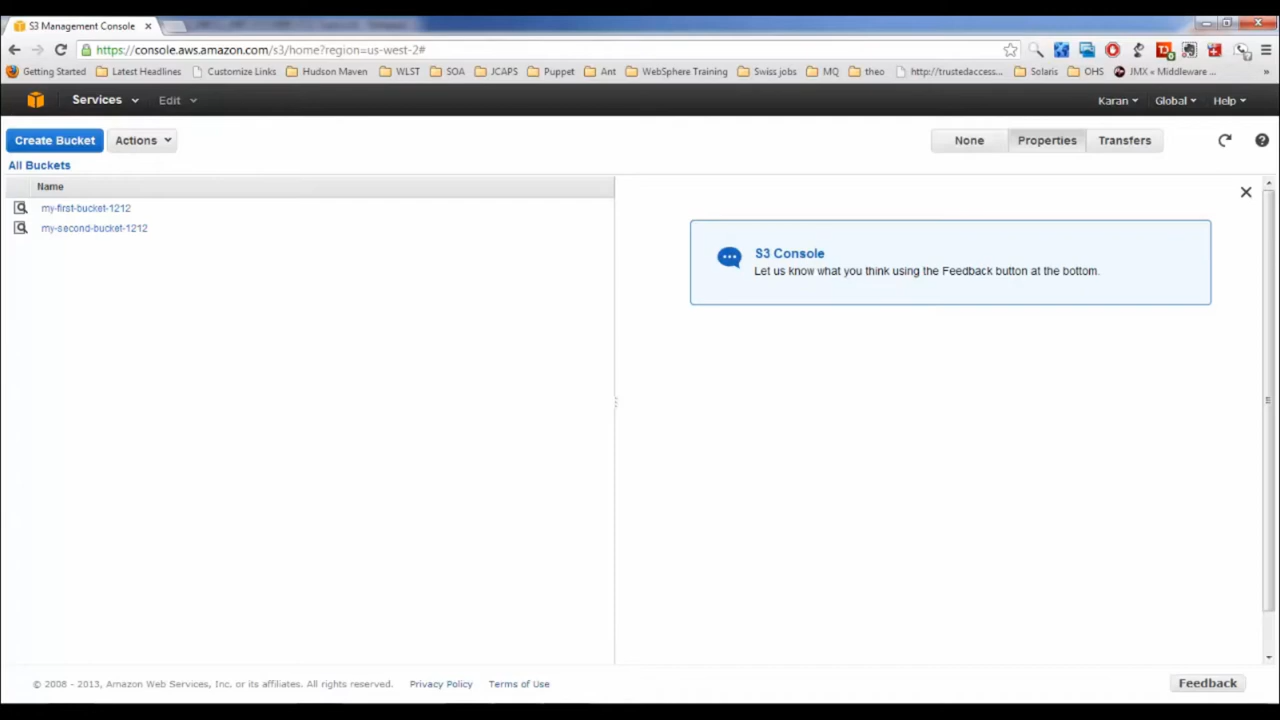 S3 Management Console
https://console.aws.amazon.com/s3/home?region=us-west-2#
Getting Started Latest Headlines Customize Links Hudson Maven WLST SOA JCAPS Puppet Ant WebSphere Training Swiss jobs MQ theo http://trustedaccess... Solaris OHS JMX « Middleware ... »
Services Edit Karan Global Help
Create Bucket Actions None Properties Transfers
All Buckets
Name
my-first-bucket-1212
my-second-bucket-1212
S3 Console
Let us know what you think using the Feedback button at the bottom.
© 2008 - 2013, Amazon Web Services, Inc. or its affiliates. All rights reserved. Privacy Policy Terms of Use Feedback